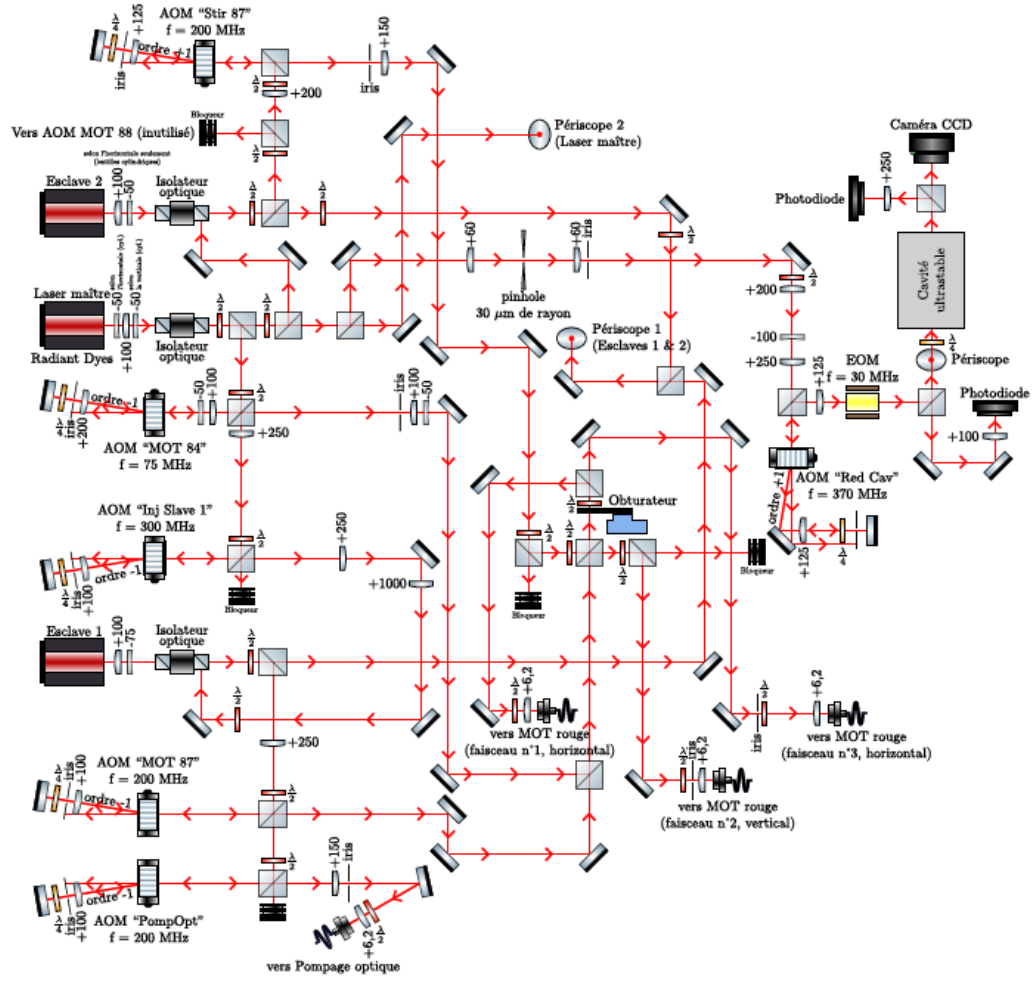 AOM "Stir 87"
f = 200 MHz
λ/4
+125
ordre +1
iris
+150
iris
λ/2
+200
Bloqueur
Vers AOM MOT 88 (inutilisé)
λ/2
Périscope 2
(Laser maître)
Caméra CCD
+250
Photodiode
selon l'horizontale seulement
(lentilles cylindriques)
Esclave 2
+100
-50
Isolateur
optique
λ/2
λ/2
λ/2
+60
+60
iris
pinhole
30 μm de rayon
λ/2
+200
Cavité
ultrastable
Laser maître
Radiant Dyes
-50
+100
-50
Isolateur
optique
λ/2
λ/2
Périscope 1
(Esclaves 1 & 2)
-100
+250
+125
EOM
f = 30 MHz
λ/4
Périscope
Photodiode
+100
ordre -1
λ/4
iris
+200
-50
+100
λ/2
+250
iris
+100
-50
AOM "MOT 84"
f = 75 MHz
Obturateur
λ/2
AOM "Red Cav"
f = 370 MHz
ordre +1
+125
λ/4
AOM "Inj Slave 1"
f = 300 MHz
ordre -1
λ/4
iris
+100
λ/2
+250
+1000
Bloqueur
λ/2
λ/2
λ/2
Bloqueur
Bloqueur
Esclave 1
+100
-75
Isolateur
optique
λ/2
λ/2
+250
λ/2
+6,2
vers MOT rouge
(faisceau n°1, horizontal)
iris
λ/2
+6,2
vers MOT rouge
(faisceau n°3, horizontal)
λ/2
iris
+6,2
vers MOT rouge
(faisceau n°2, vertical)
AOM "MOT 87"
f = 200 MHz
λ/4
iris
+100
ordre -1
λ/2
λ/2
ordre -1
λ/4
iris
+100
AOM "PompOpt"
f = 200 MHz
+150
iris
+6,2
λ/2
vers Pompage optique